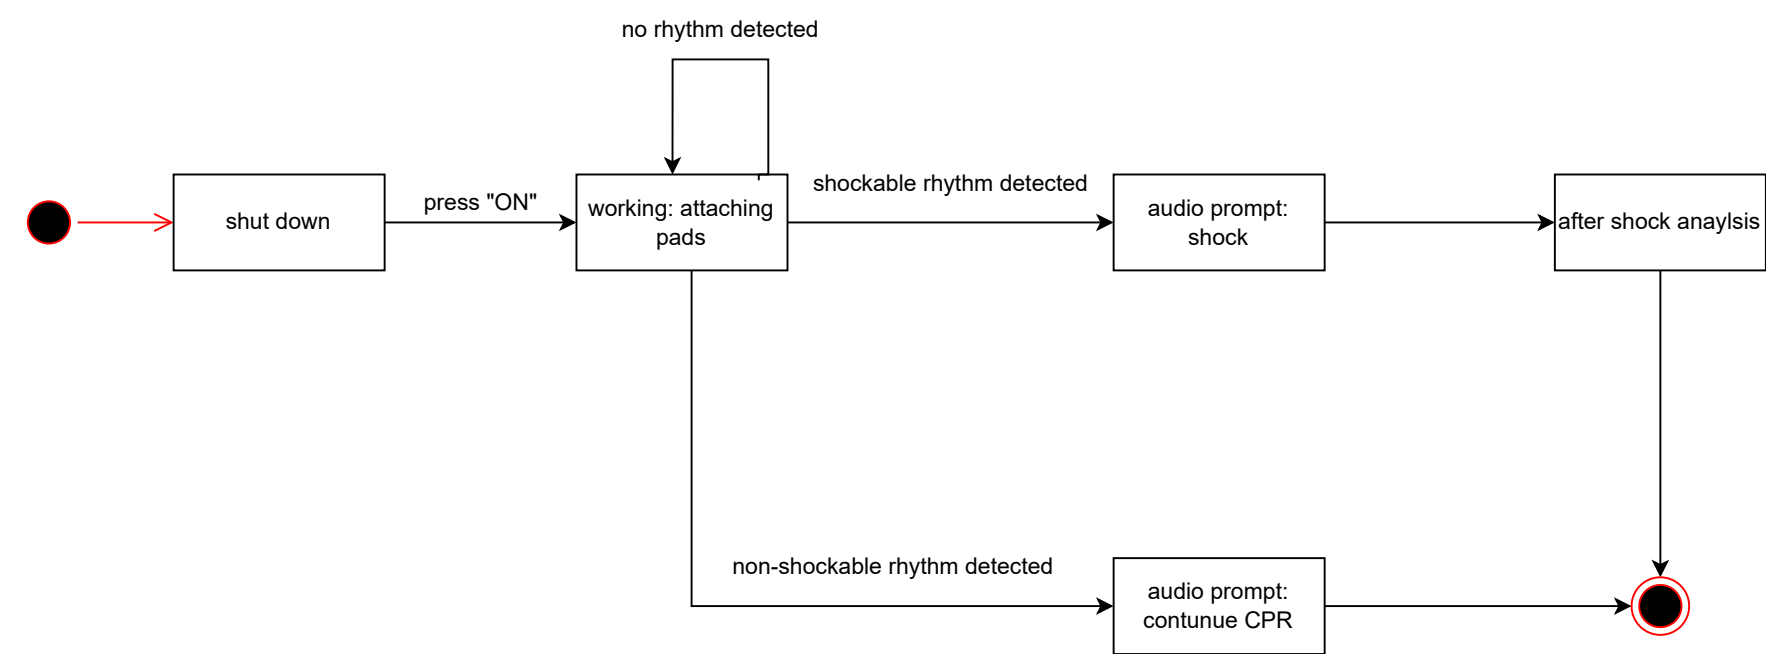 no rhythm detected
shut down
press "ON"
working: attaching
pads
shockable rhythm detected
audio prompt:
shock
after shock anaylsis
non-shockable rhythm detected
audio prompt:
contunue CPR